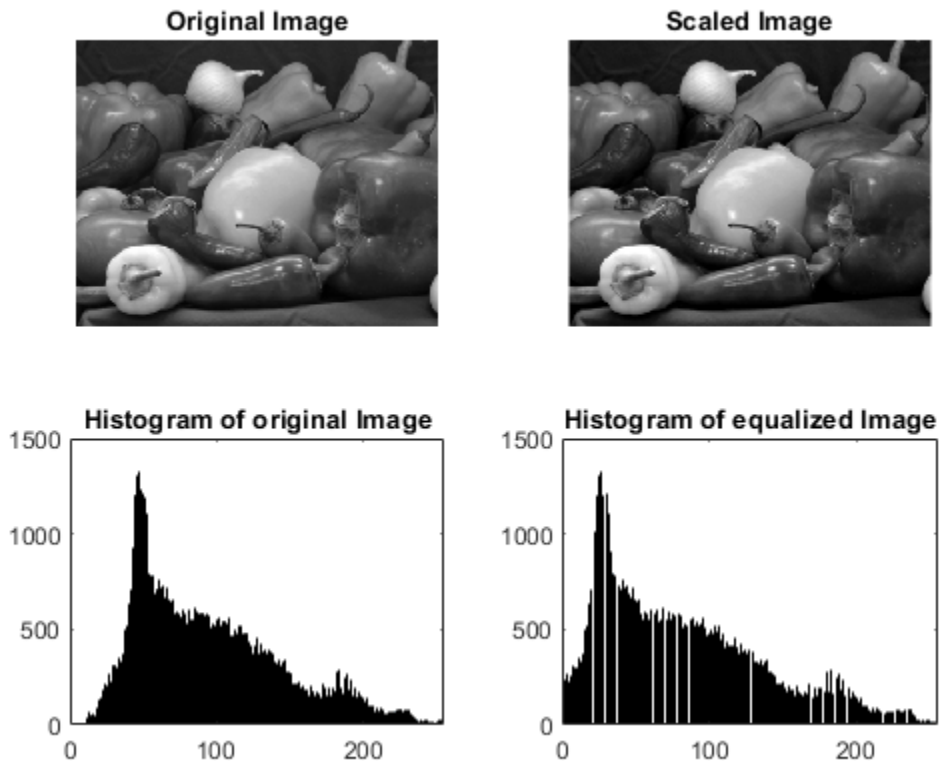 Original Image
Scaled Image
Histogram of original Image
1500
1000
500
0
0 100 200
Histogram of equalized Image
1500
1000
500
0
0 100 200